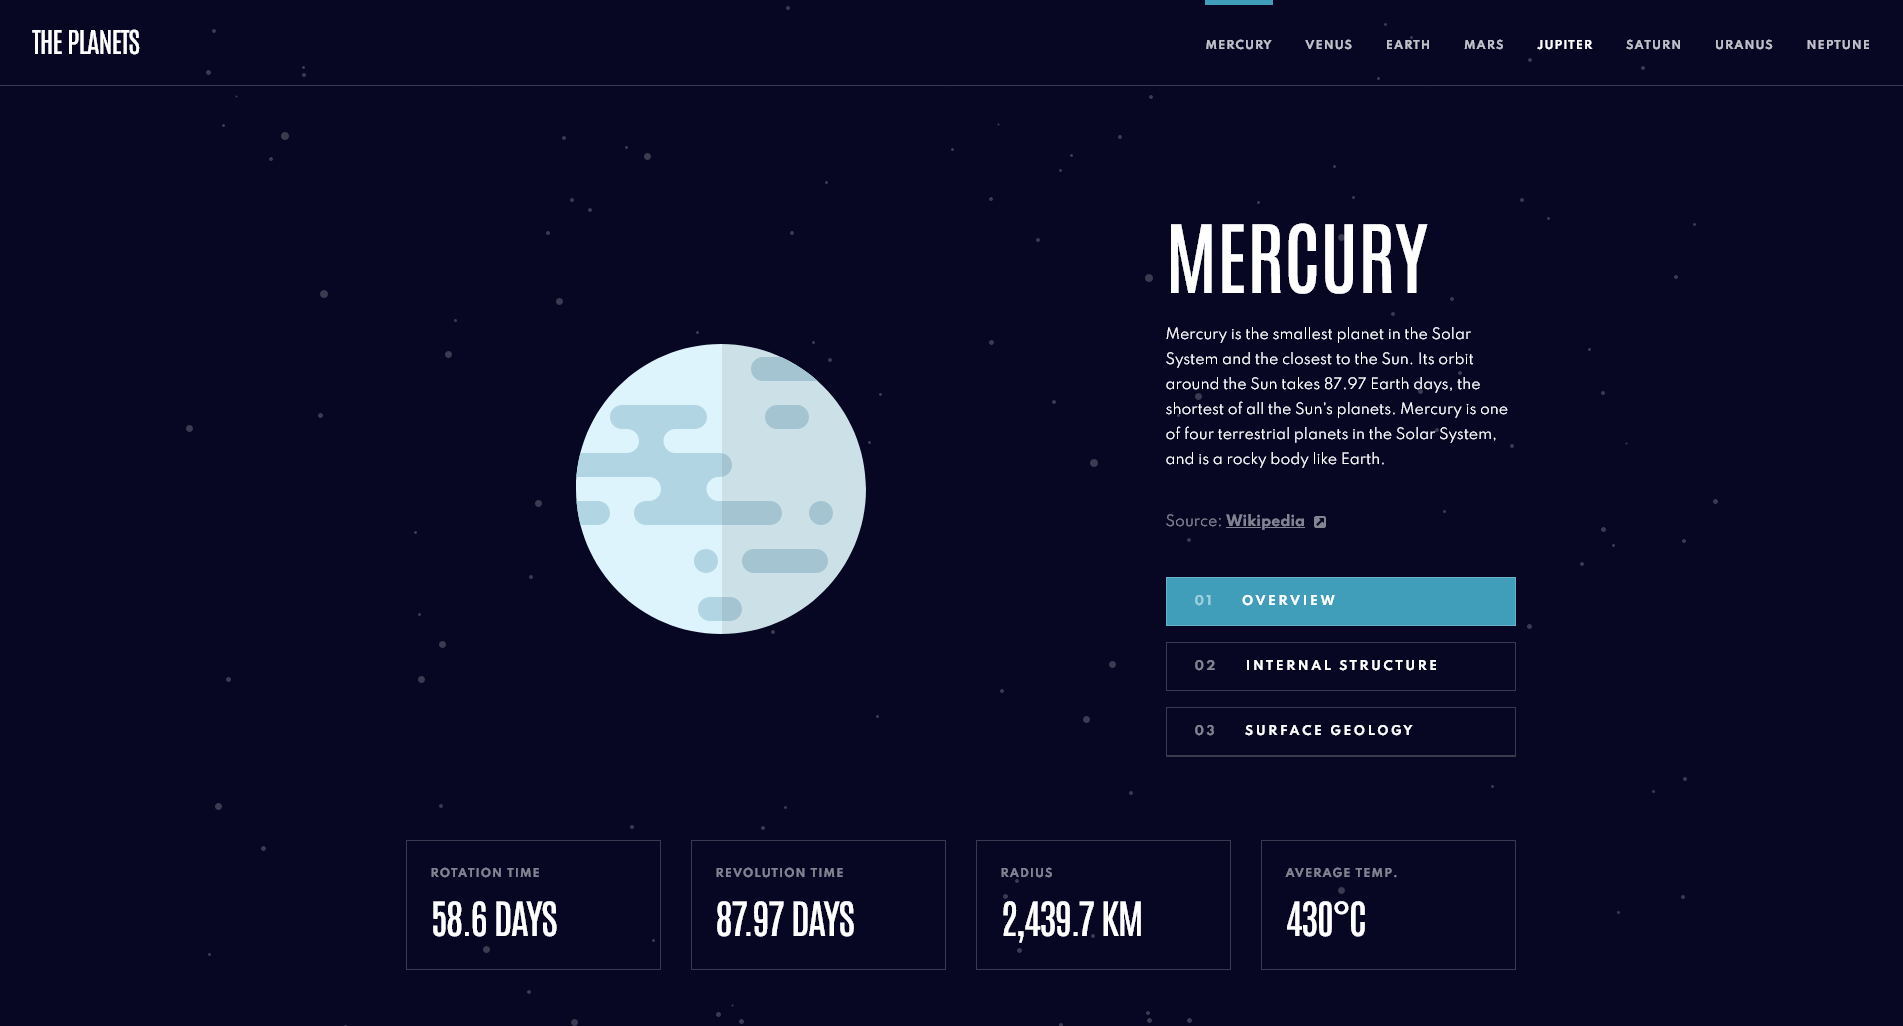 THE PLANETS
MERCURY VENUS EARTH MARS JUPITER SATURN URANUS NEPTUNE
MERCURY
Mercury is the smallest planet in the Solar
System and the closest to the Sun. Its orbit
around the Sun takes 87.97 Earth days, the
shortest of all the Sun's planets. Mercury is one
of four terrestrial planets in the Solar System,
and is a rocky body like Earth.
Source: Wikipedia
01 OVERVIEW
02 INTERNAL STRUCTURE
03 SURFACE GEOLOGY
ROTATION TIME
58.6 DAYS
REVOLUTION TIME
87.97 DAYS
RADIUS
2,439.7 KM
AVERAGE TEMP.
430°C